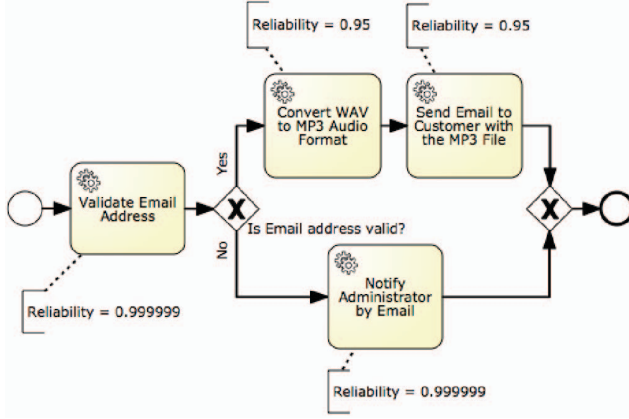 Reliability = 0.95
Reliability = 0.95
Convert WAV
to MP3 Audio
Format
Send Email to
Customer with
the MP3 File
Yes
Validate Email
Address
X
X
Is Email address valid?
No
Notify
Administrator
by Email
Reliability = 0.999999
Reliability = 0.999999